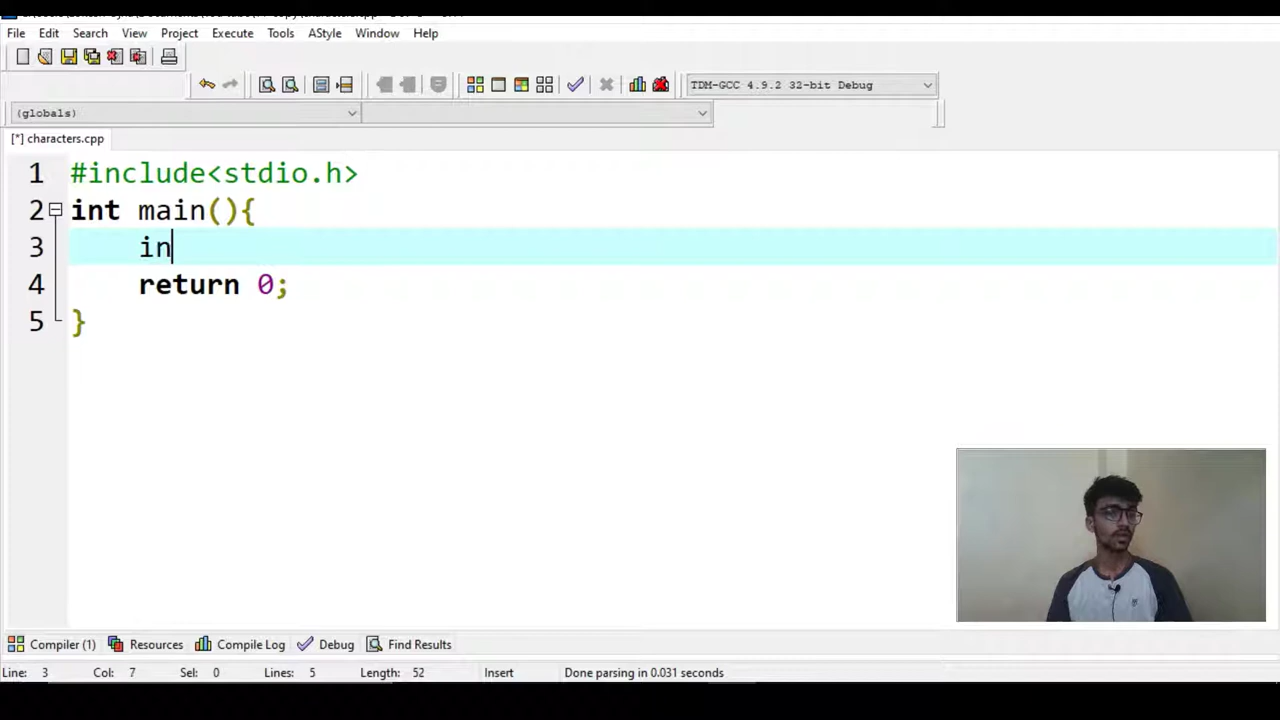 File Edit Search View Project Execute Tools AStyle Window Help
TDM-GCC 4.9.2 32-bit Debug
(globals)
[*] characters.cpp
1 #include<stdio.h>
2 int main(){
3 in
4 return 0;
5 }
Compiler (1) Resources Compile Log Debug Find Results
Line: 3 Col: 7 Sel: 0 Lines: 5 Length: 52 Insert Done parsing in 0.031 seconds